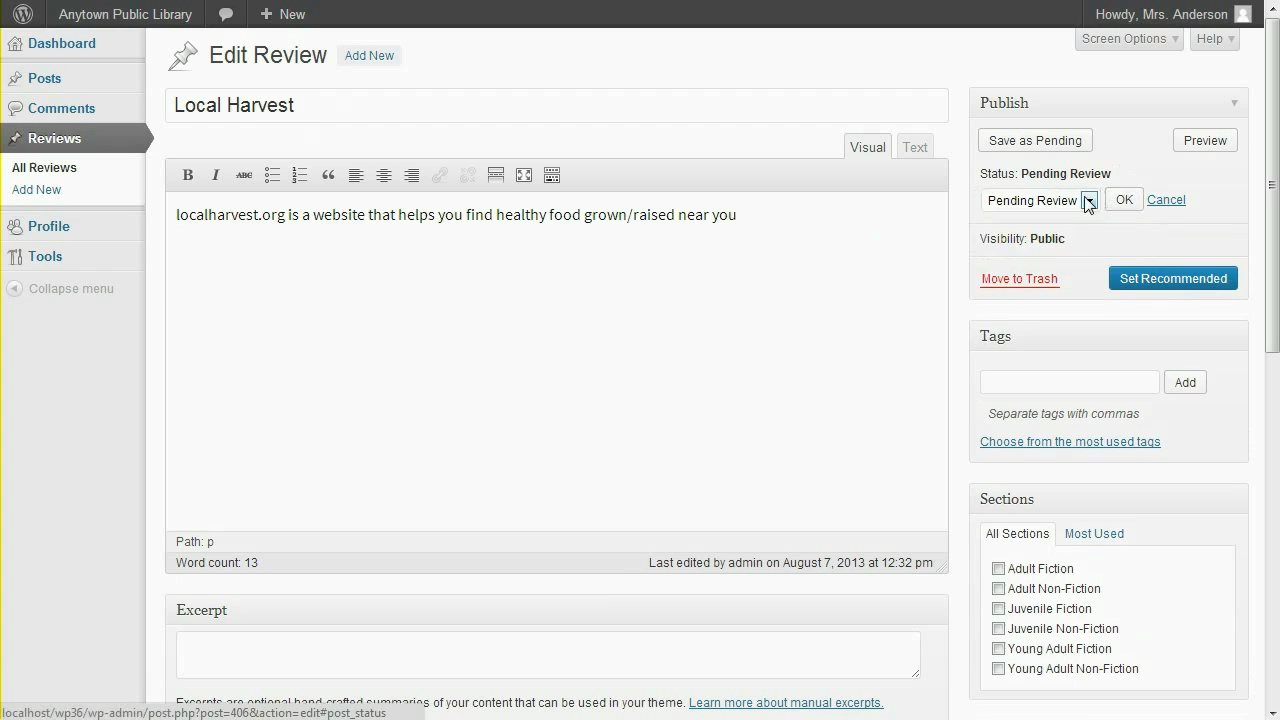 Anytown Public Library
New
Howdy, Mrs. Anderson
Dashboard
Posts
Comments
Reviews
All Reviews
Add New
Profile
Tools
Collapse menu
Screen Options
Help
Edit Review
Add New
Local Harvest
Visual
Text
B I ABC
localharvest.org is a website that helps you find healthy food grown/raised near you
Path: p
Word count: 13
Last edited by admin on August 7, 2013 at 12:32 pm
Excerpt
Excerpts are optional hand-crafted summaries of your content that can be used in your theme. Learn more about manual excerpts.
Publish
Save as Pending
Preview
Status: Pending Review
Pending Review
OK
Cancel
Visibility: Public
Move to Trash
Set Recommended
Tags
Add
Separate tags with commas
Choose from the most used tags
Sections
All Sections
Most Used
Adult Fiction
Adult Non-Fiction
Juvenile Fiction
Juvenile Non-Fiction
Young Adult Fiction
Young Adult Non-Fiction
localhost/wp36/wp-admin/post.php?post=406&action=edit#post_status